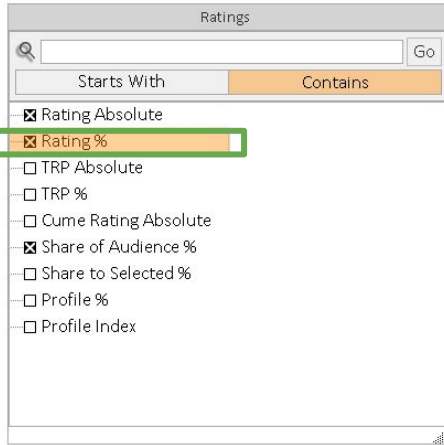 Ratings
Go
Starts With Contains
Rating Absolute
Rating %
TRP Absolute
TRP %
Cume Rating Absolute
Share of Audience %
Share to Selected %
Profile %
Profile Index